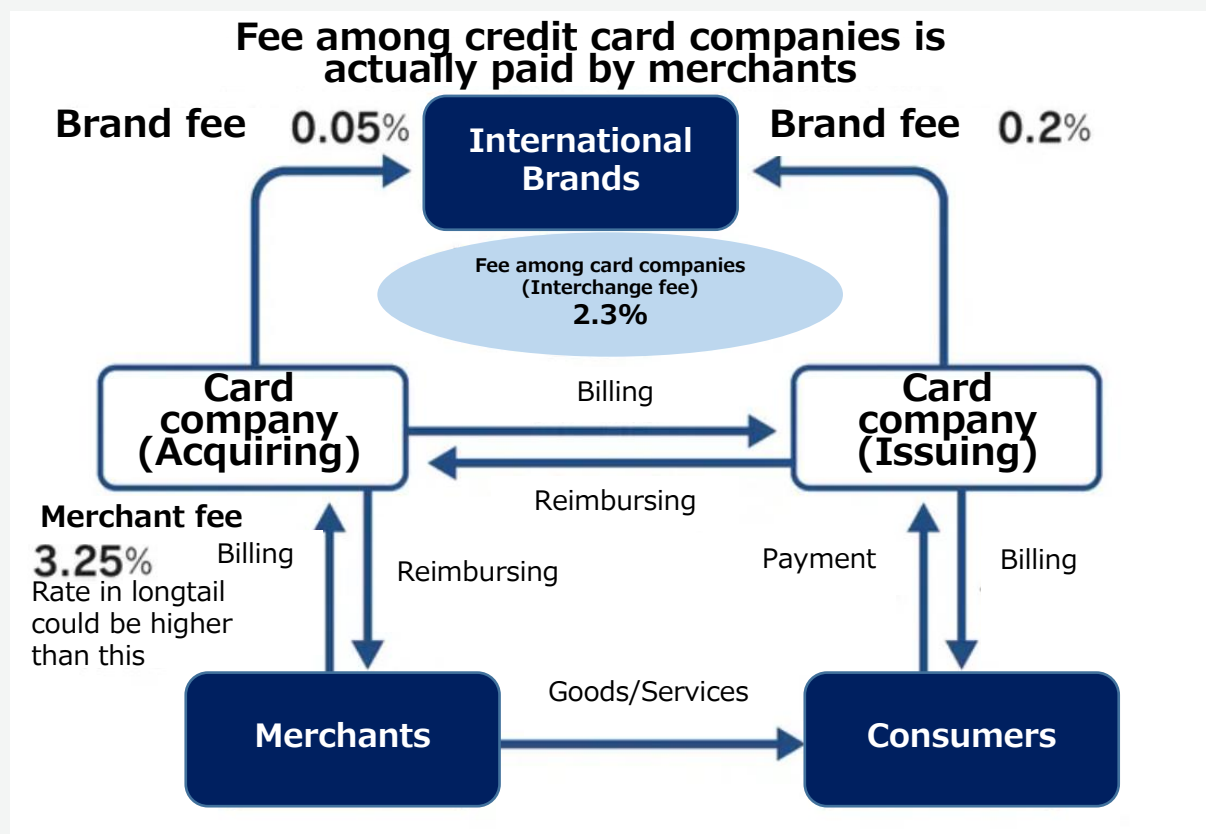 Fee among credit card companies is
actually paid by merchants
Brand fee 0.05%
International
Brands
Brand fee 0.2%
Fee among card companies
(Interchange fee)
2.3%
Card
company
(Acquiring)
Billing
Card
company
(Issuing)
Reimbursing
Merchant fee
3.25%
Rate in longtail
could be higher
than this
Billing
Reimbursing
Payment
Billing
Goods/Services
Merchants
Consumers